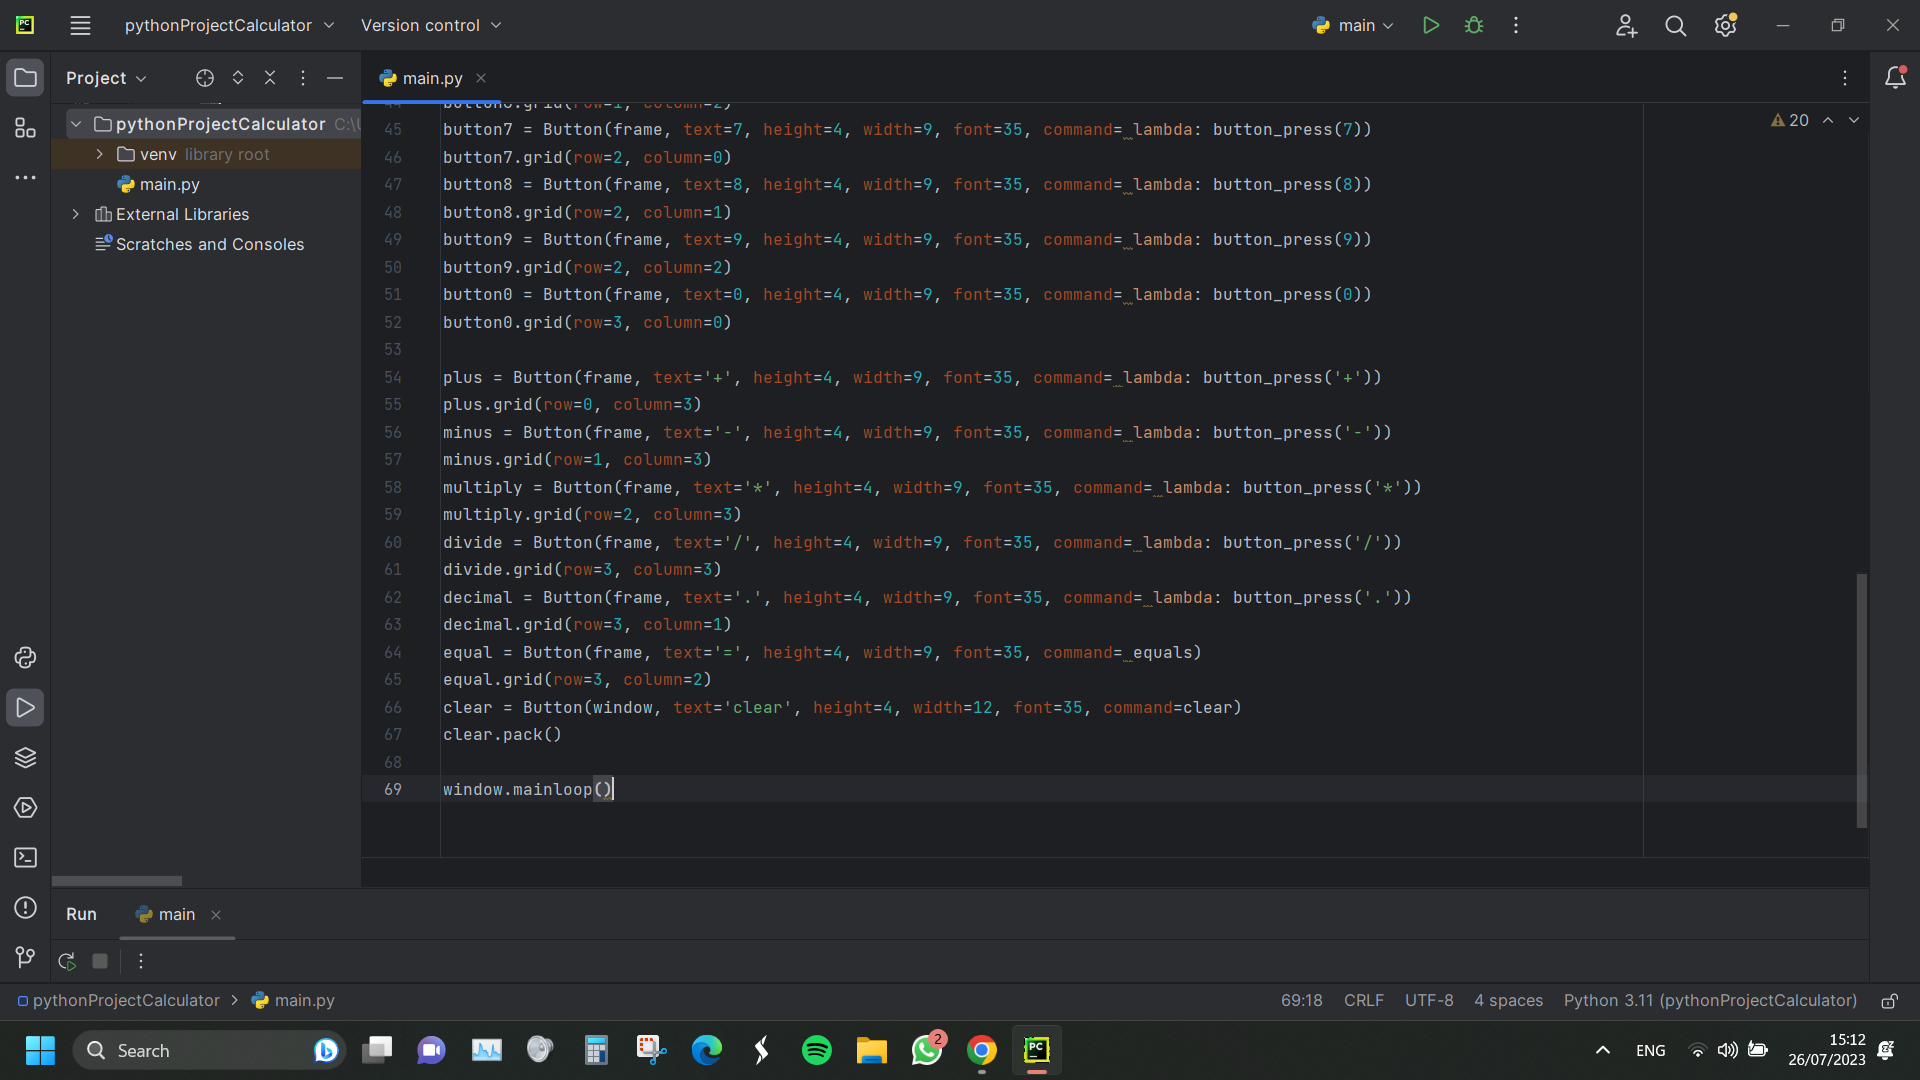 pythonProjectCalculator
Version control
main
Project
main.py
pythonProjectCalculator C:\U
venv library root
main.py
External Libraries
Scratches and Consoles
20
45 button7 = Button(frame, text=7, height=4, width=9, font=35, command= lambda: button_press(7))
46 button7.grid(row=2, column=0)
47 button8 = Button(frame, text=8, height=4, width=9, font=35, command= lambda: button_press(8))
48 button8.grid(row=2, column=1)
49 button9 = Button(frame, text=9, height=4, width=9, font=35, command= lambda: button_press(9))
50 button9.grid(row=2, column=2)
51 button0 = Button(frame, text=0, height=4, width=9, font=35, command= lambda: button_press(0))
52 button0.grid(row=3, column=0)
53
54 plus = Button(frame, text='+', height=4, width=9, font=35, command= lambda: button_press('+'))
55 plus.grid(row=0, column=3)
56 minus = Button(frame, text='-', height=4, width=9, font=35, command= lambda: button_press('-'))
57 minus.grid(row=1, column=3)
58 multiply = Button(frame, text='*', height=4, width=9, font=35, command= lambda: button_press('*'))
59 multiply.grid(row=2, column=3)
60 divide = Button(frame, text='/', height=4, width=9, font=35, command= lambda: button_press('/'))
61 divide.grid(row=3, column=3)
62 decimal = Button(frame, text='.', height=4, width=9, font=35, command= lambda: button_press('.'))
63 decimal.grid(row=3, column=1)
64 equal = Button(frame, text='=', height=4, width=9, font=35, command= equals)
65 equal.grid(row=3, column=2)
66 clear = Button(window, text='clear', height=4, width=12, font=35, command=clear)
67 clear.pack()
68
69 window.mainloop()
Run
main
pythonProjectCalculator > main.py
69:18 CRLF UTF-8 4 spaces Python 3.11 (pythonProjectCalculator)
Search
2
PC
ENG
15:12
26/07/2023